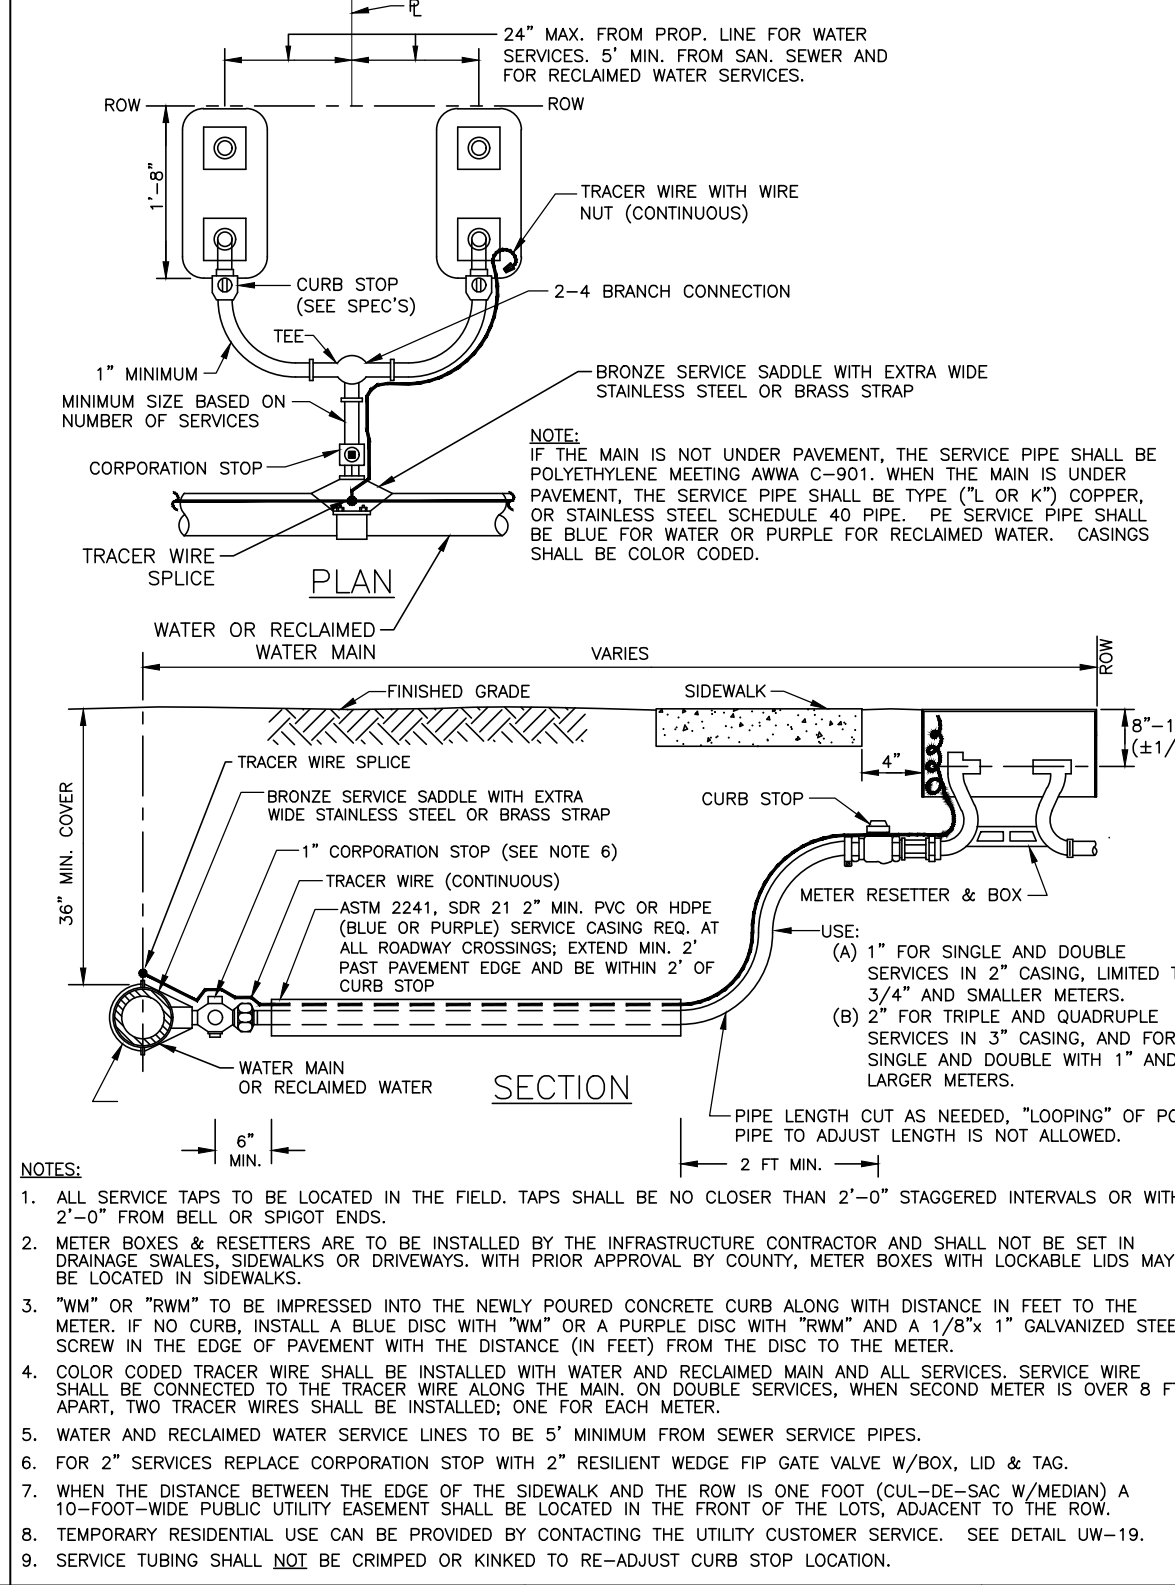 PL
24" MAX. FROM PROP. LINE FOR WATER
SERVICES. 5' MIN. FROM SAN. SEWER AND
FOR RECLAIMED WATER SERVICES.
ROW
ROW
1'-8"
TRACER WIRE WITH WIRE
NUT (CONTINUOUS)
CURB STOP
(SEE SPEC'S)
2-4 BRANCH CONNECTION
TEE
1" MINIMUM
BRONZE SERVICE SADDLE WITH EXTRA WIDE
STAINLESS STEEL OR BRASS STRAP
MINIMUM SIZE BASED ON
NUMBER OF SERVICES
CORPORATION STOP
NOTE:
IF THE MAIN IS NOT UNDER PAVEMENT, THE SERVICE PIPE SHALL BE
POLYETHYLENE MEETING AWWA C-901. WHEN THE MAIN IS UNDER
PAVEMENT, THE SERVICE PIPE SHALL BE TYPE ("L OR K") COPPER,
OR STAINLESS STEEL SCHEDULE 40 PIPE. PE SERVICE PIPE SHALL
BE BLUE FOR WATER OR PURPLE FOR RECLAIMED WATER. CASINGS
SHALL BE COLOR CODED.
TRACER WIRE
SPLICE
PLAN
WATER OR RECLAIMED
WATER MAIN
VARIES
ROW
FINISHED GRADE
SIDEWALK
8"-1
(±1/
4"
TRACER WIRE SPLICE
36" MIN. COVER
BRONZE SERVICE SADDLE WITH EXTRA
WIDE STAINLESS STEEL OR BRASS STRAP
CURB STOP
1" CORPORATION STOP (SEE NOTE 6)
TRACER WIRE (CONTINUOUS)
METER RESETTER & BOX
ASTM 2241, SDR 21 2" MIN. PVC OR HDPE
(BLUE OR PURPLE) SERVICE CASING REQ. AT
ALL ROADWAY CROSSINGS; EXTEND MIN. 2'
PAST PAVEMENT EDGE AND BE WITHIN 2' OF
CURB STOP
USE:
(A) 1" FOR SINGLE AND DOUBLE
SERVICES IN 2" CASING, LIMITED T
3/4" AND SMALLER METERS.
(B) 2" FOR TRIPLE AND QUADRUPLE
SERVICES IN 3" CASING, AND FOR
SINGLE AND DOUBLE WITH 1" AND
LARGER METERS.
WATER MAIN
OR RECLAIMED WATER
SECTION
PIPE LENGTH CUT AS NEEDED, "LOOPING" OF PO
PIPE TO ADJUST LENGTH IS NOT ALLOWED.
6"
MIN.
2 FT MIN.
NOTES:
1. ALL SERVICE TAPS TO BE LOCATED IN THE FIELD. TAPS SHALL BE NO CLOSER THAN 2'-0" STAGGERED INTERVALS OR WITH
2'-0" FROM BELL OR SPIGOT ENDS.
2. METER BOXES & RESETTERS ARE TO BE INSTALLED BY THE INFRASTRUCTURE CONTRACTOR AND SHALL NOT BE SET IN
DRAINAGE SWALES, SIDEWALKS OR DRIVEWAYS. WITH PRIOR APPROVAL BY COUNTY, METER BOXES WITH LOCKABLE LIDS MAY
BE LOCATED IN SIDEWALKS.
3. "WM" OR "RWM" TO BE IMPRESSED INTO THE NEWLY POURED CONCRETE CURB ALONG WITH DISTANCE IN FEET TO THE
METER. IF NO CURB, INSTALL A BLUE DISC WITH "WM" OR A PURPLE DISC WITH "RWM" AND A 1/8"x 1" GALVANIZED STEE
SCREW IN THE EDGE OF PAVEMENT WITH THE DISTANCE (IN FEET) FROM THE DISC TO THE METER.
4. COLOR CODED TRACER WIRE SHALL BE INSTALLED WITH WATER AND RECLAIMED MAIN AND ALL SERVICES. SERVICE WIRE
SHALL BE CONNECTED TO THE TRACER WIRE ALONG THE MAIN. ON DOUBLE SERVICES, WHEN SECOND METER IS OVER 8 FT
APART, TWO TRACER WIRES SHALL BE INSTALLED; ONE FOR EACH METER.
5. WATER AND RECLAIMED WATER SERVICE LINES TO BE 5' MINIMUM FROM SEWER SERVICE PIPES.
6. FOR 2" SERVICES REPLACE CORPORATION STOP WITH 2" RESILIENT WEDGE FIP GATE VALVE W/BOX, LID & TAG.
7. WHEN THE DISTANCE BETWEEN THE EDGE OF THE SIDEWALK AND THE ROW IS ONE FOOT (CUL-DE-SAC W/MEDIAN) A
10-FOOT-WIDE PUBLIC UTILITY EASEMENT SHALL BE LOCATED IN THE FRONT OF THE LOTS, ADJACENT TO THE ROW.
8. TEMPORARY RESIDENTIAL USE CAN BE PROVIDED BY CONTACTING THE UTILITY CUSTOMER SERVICE. SEE DETAIL UW-19.
9. SERVICE TUBING SHALL NOT BE CRIMPED OR KINKED TO RE-ADJUST CURB STOP LOCATION.